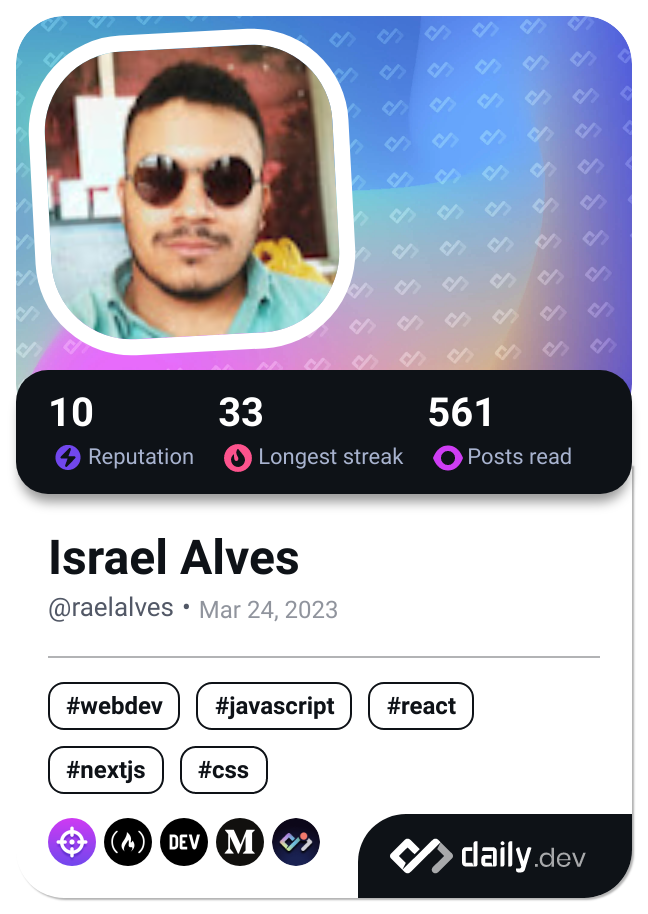 10 33 561
Reputation Longest streak Posts read
Israel Alves
@raelalves • Mar 24, 2023
#webdev #javascript #react
#nextjs #css
DEV M daily.dev